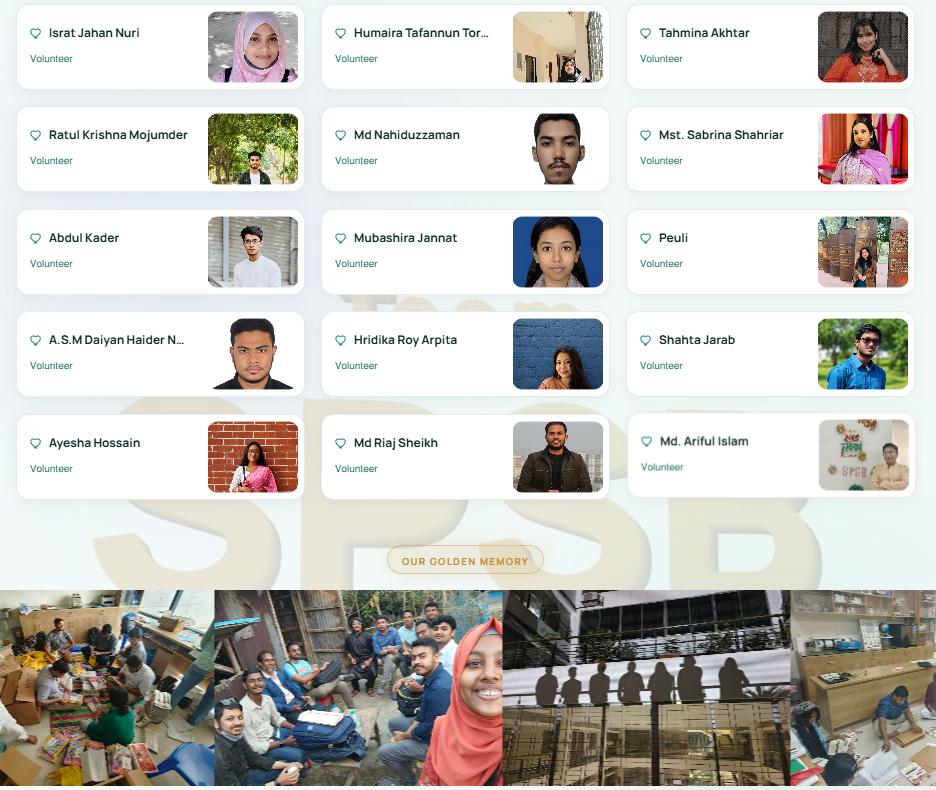 Israt Jahan Nuri
Volunteer
Humaira Tafannun Tor...
Volunteer
Tahmina Akhtar
Volunteer
Ratul Krishna Mojumder
Volunteer
Md Nahiduzzaman
Volunteer
Mst. Sabrina Shahriar
Volunteer
Abdul Kader
Volunteer
Mubashira Jannat
Volunteer
Peuli
Volunteer
Team
A.S.M Daiyan Haider N...
Volunteer
Hridika Roy Arpita
Volunteer
Shahta Jarab
Volunteer
SPSB
Ayesha Hossain
Volunteer
Md Riaj Sheikh
Volunteer
Md. Ariful Islam
Volunteer
SPSB
OUR GOLDEN MEMORY